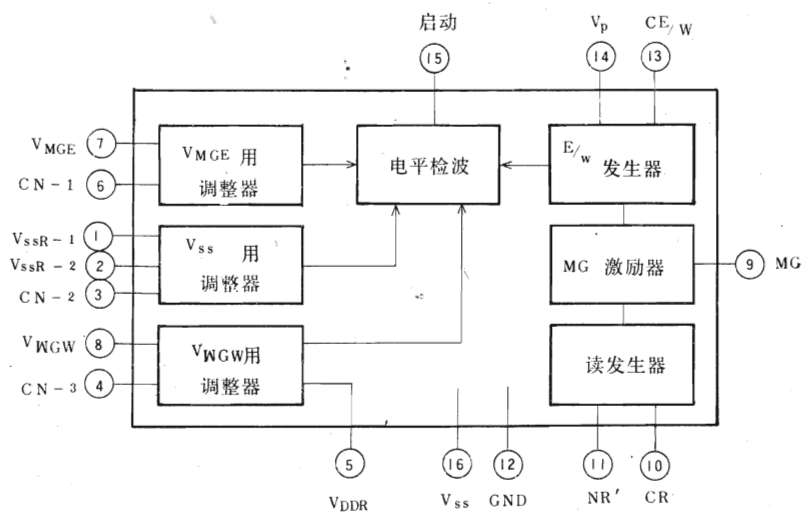 启动
Vp
CE/W
15
14
13
VMGE
7
VMGE 用
调整器
电平检波
E/w
发生器
CN-1
6
VssR-1
1
Vss 用
调整器
MG 激励器
9
MG
VssR-2
2
CN-2
3
VWGW
8
VWGW用
调整器
读发生器
CN-3
4
5
16
12
11
10
VDDR
Vss
GND
NR′
CR